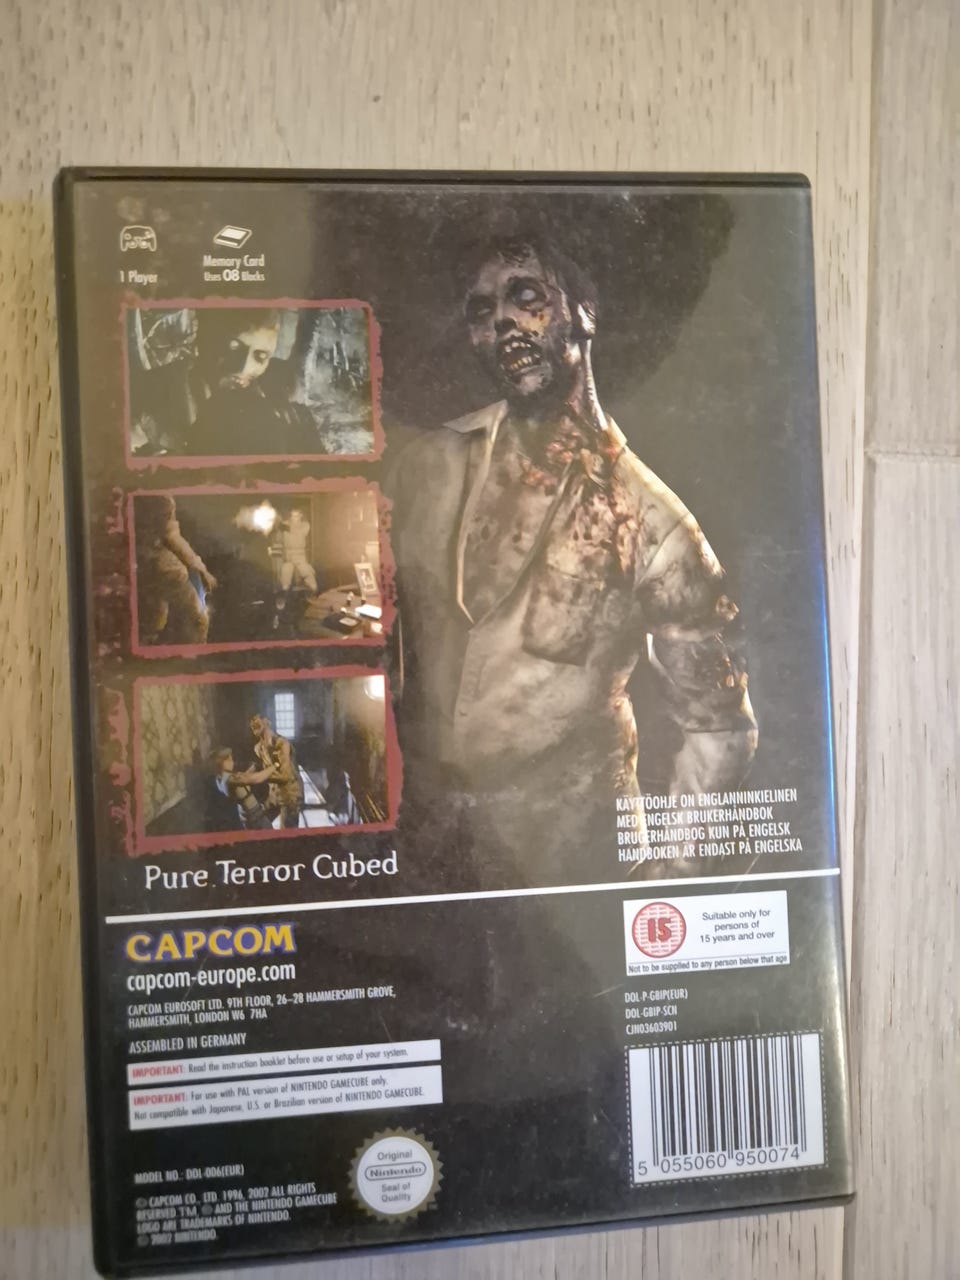 1 Player
Memory Card
Uses 08 Blocks
KÄYTTÖOHJE ON ENGLANNINKIELINEN
MED ENGELSK BRUKERHÅNDBOK
BRUGERHÅNDBOG KUN PÅ ENGELSK
HANDBOKEN ÄR ENDAST PÅ ENGELSKA
Pure Terror Cubed
CAPCOM
capcom-europe.com
CAPCOM EUROSOFT LTD. 9TH FLOOR, 26-28 HAMMERSMITH GROVE,
HAMMERSMITH, LONDON W6 7HA
ASSEMBLED IN GERMANY
IMPORTANT: Read the instruction booklet before use or setup of your system.
IMPORTANT: For use with PAL version of NINTENDO GAMECUBE only.
Not compatible with Japanese, U.S. or Brazilian version of NINTENDO GAMECUBE.
15
Suitable only for
persons of
15 years and over
Not to be supplied to any person below that age
DOL-P-GBIP(EUR)
DOL-GBIP-SCN
CJN03603901
5 055060 950074
MODEL NO.: DOL-006(EUR)
© CAPCOM CO., LTD. 1996, 2002 ALL RIGHTS
RESERVED TM, ® AND THE NINTENDO GAMECUBE
LOGO ARE TRADEMARKS OF NINTENDO.
© 2002 NINTENDO.
Original
Nintendo
Seal of
Quality